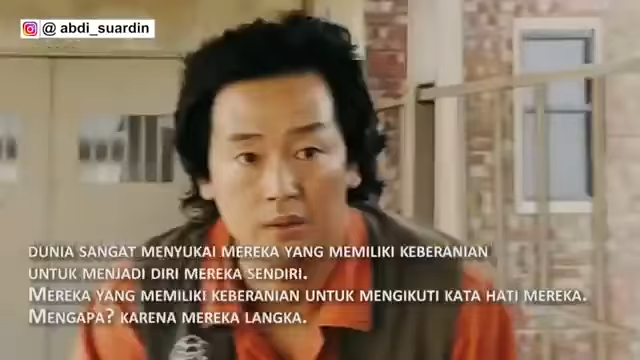 @ abdi_suardin
DUNIA SANGAT MENYUKAI MEREKA YANG MEMILIKI KEBERANIAN
UNTUK MENJADI DIRI MEREKA SENDIRI.
MEREKA YANG MEMILIKI KEBERANIAN UNTUK MENGIKUTI KATA HATI MEREKA.
MENGAPA? KARENA MEREKA LANGKA.